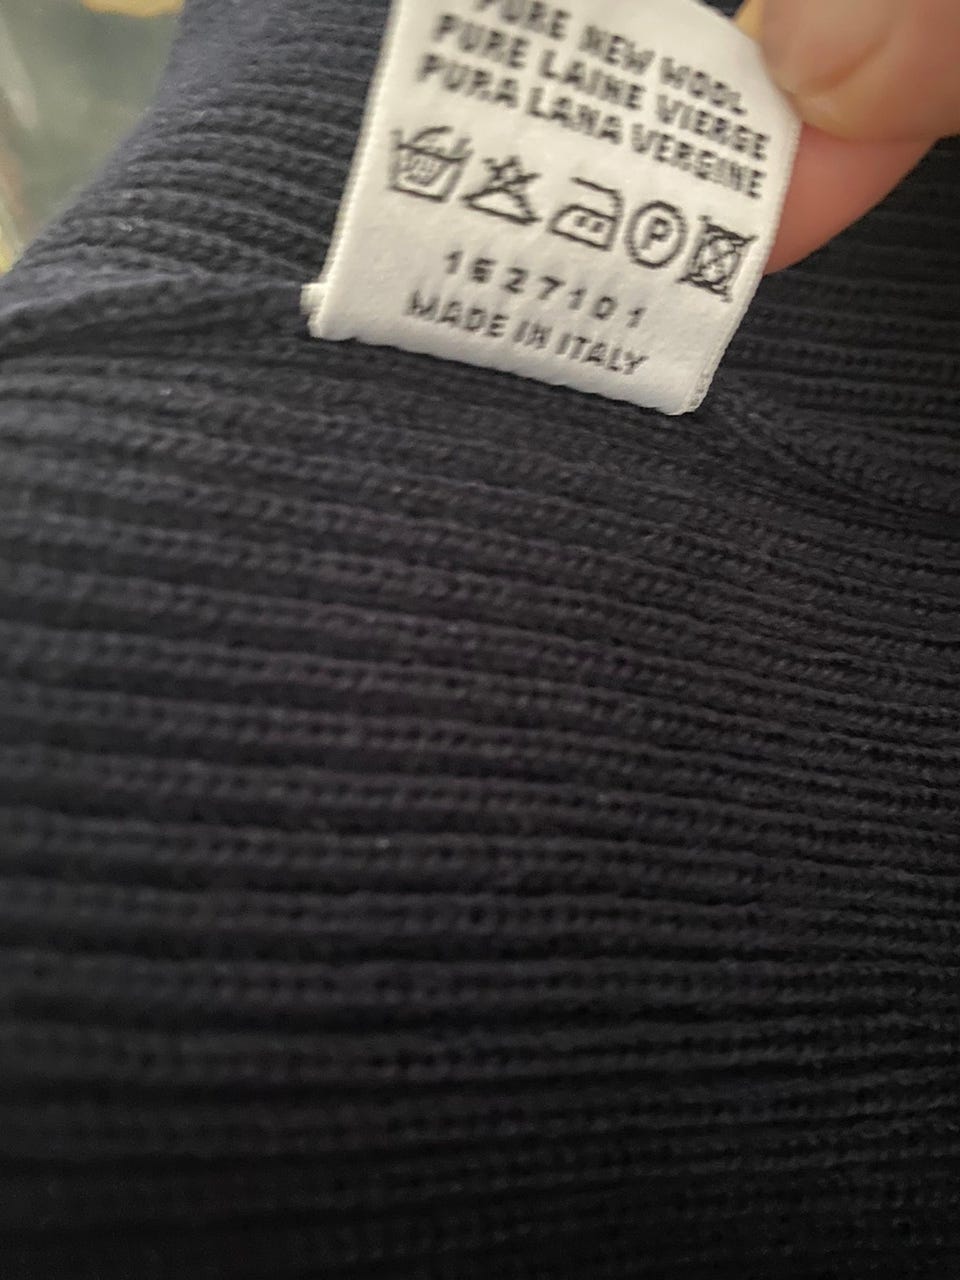 PURE NEW WOOL
PURE LAINE VIERGE
PURA LANA VERGINE
P
1627101
MADE IN ITALY